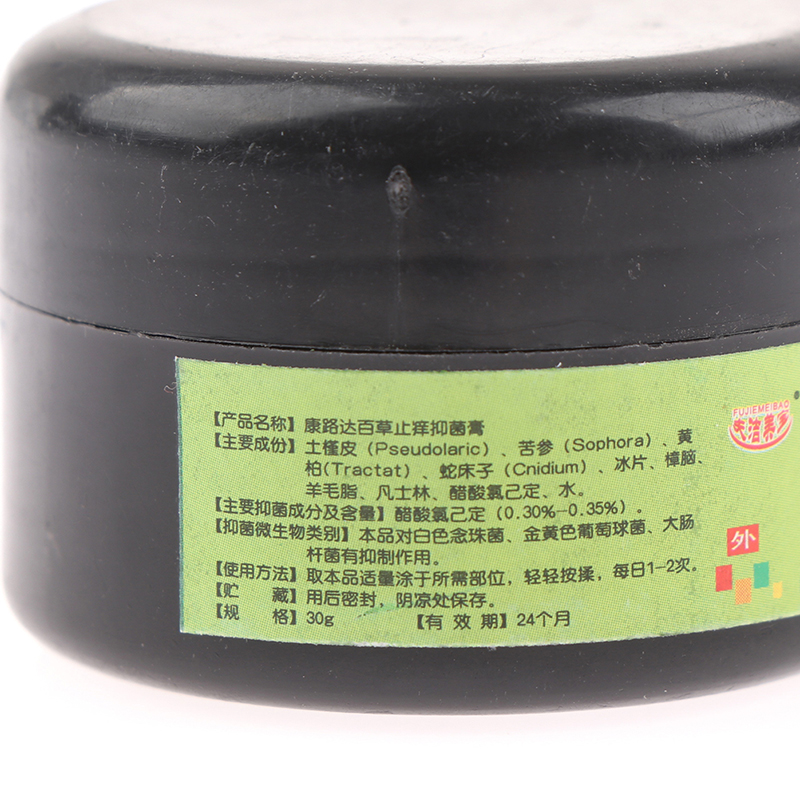 【产品名称】康路达百草止痒抑菌膏
【主要成份】土槿皮（Pseudolaric）、苦参（Sophora）、黄
柏(Tractat）、蛇床子（Cnidium）、冰片、樟脑、
羊毛脂、凡士林、醋酸氯己定、水。
【主要抑菌成分及含量】醋酸氯己定（0.30%-0.35%）。
【抑菌微生物类别】本品对白色念珠菌、金黄色葡萄球菌、大肠
杆菌有抑制作用。
【使用方法】取本品适量涂于所需部位，轻轻按揉，每日1-2次。
【贮 藏】用后密封，阴凉处保存。
【规 格】30g 【有 效 期】24个月
FUJIEMEIBAO
外